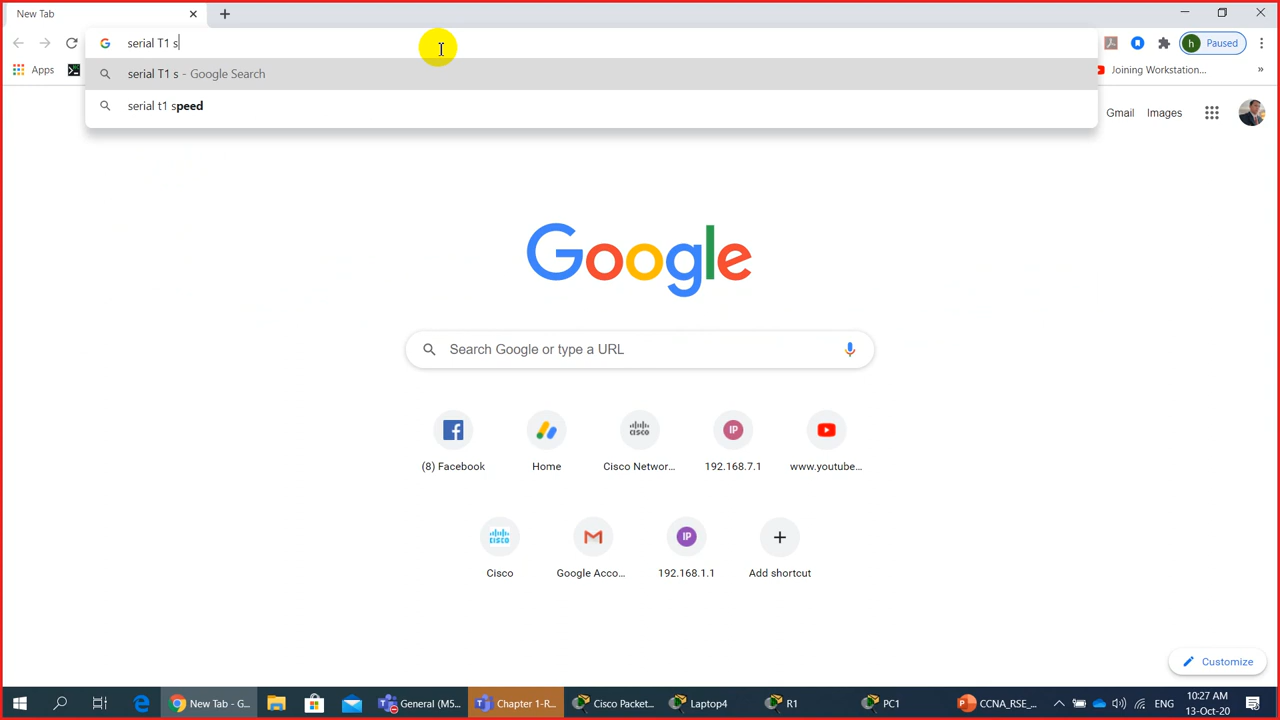 New Tab
serial T1 s
Paused
serial T1 s - Google Search
serial t1 speed
Apps
Joining Workstation...
»
Gmail
Images
Google
Search Google or type a URL
(8) Facebook
Home
Cisco Networ...
192.168.7.1
www.youtube...
Cisco
Google Acco...
192.168.1.1
Add shortcut
Customize
New Tab - G...
General (M5...
Chapter 1-R...
Cisco Packet...
Laptop4
R1
PC1
CCNA_RSE_...
ENG
10:27 AM
13-Oct-20